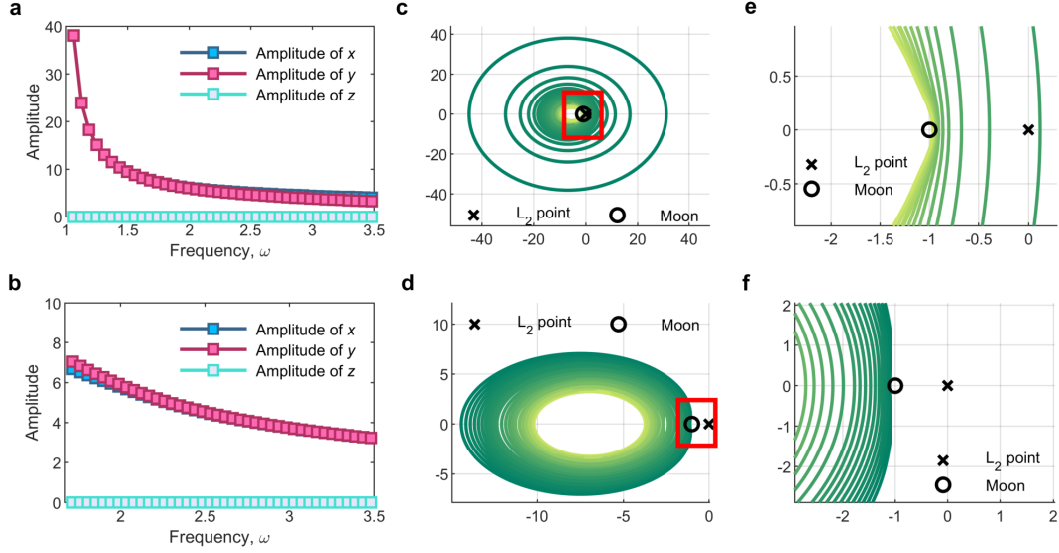 a
40
30
20
10
0
Amplitude
Amplitude of x
Amplitude of y
Amplitude of z
1
1.5
2
2.5
3
3.5
Frequency, ω
c
40
20
0
-20
-40
L2 point
Moon
-40
-20
0
20
40
e
0.5
0
-0.5
L2 point
Moon
-2
-1.5
-1
-0.5
0
b
10
8
6
4
2
0
Amplitude
Amplitude of x
Amplitude of y
Amplitude of z
2
2.5
3
3.5
Frequency, ω
d
10
5
0
-5
L2 point
Moon
-10
-5
0
f
2
1
0
-1
-2
L2 point
Moon
-2
-1
0
1
2